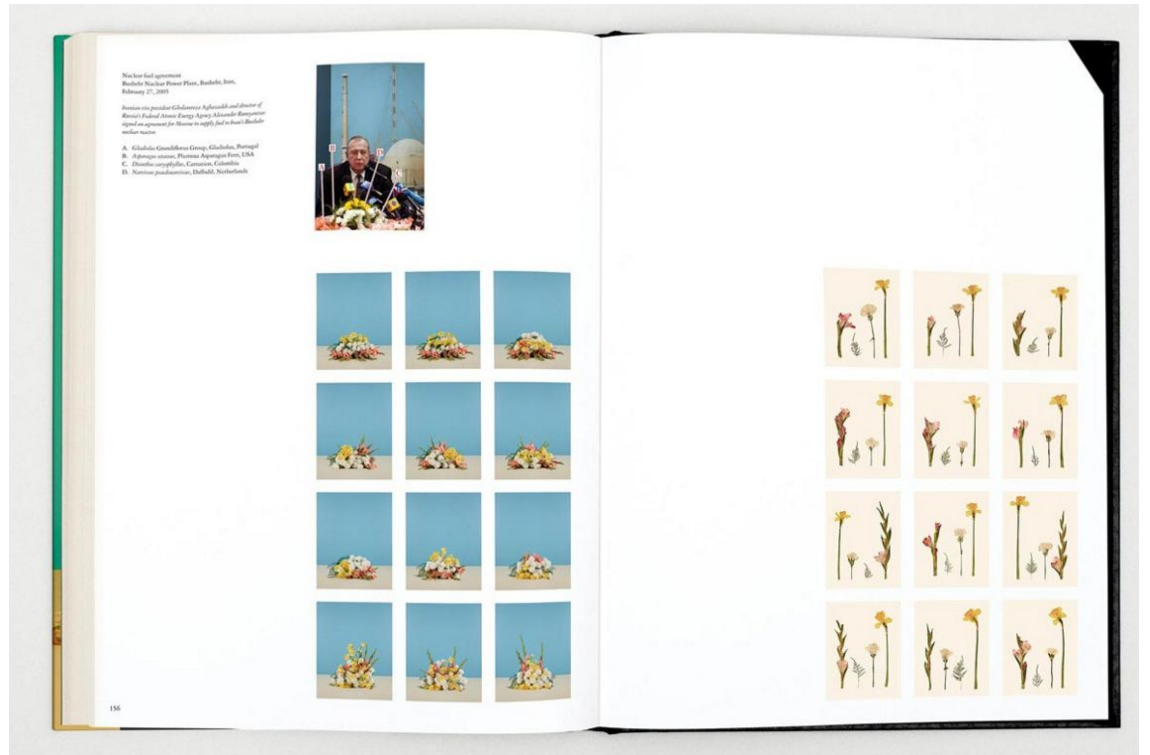 Nuclear fuel agreement
Bushehr Nuclear Power Plant, Bushehr, Iran,
February 27, 2005
Iranian vice president Gholamreza Aghazadeh and director of
Russia's Federal Atomic Energy Agency Alexander Rumyantsev
signed an agreement for Moscow to supply fuel to Iran's Bushehr
nuclear reactor.
A. Gladiolus Grandiflorus Group, Gladiolus, Portugal
B. Asparagus setaceus, Plumosa Asparagus Fern, USA
C. Dianthus caryophyllus, Carnation, Colombia
D. Narcissus pseudonarcissus, Daffodil, Netherlands
B
D
A
C
156